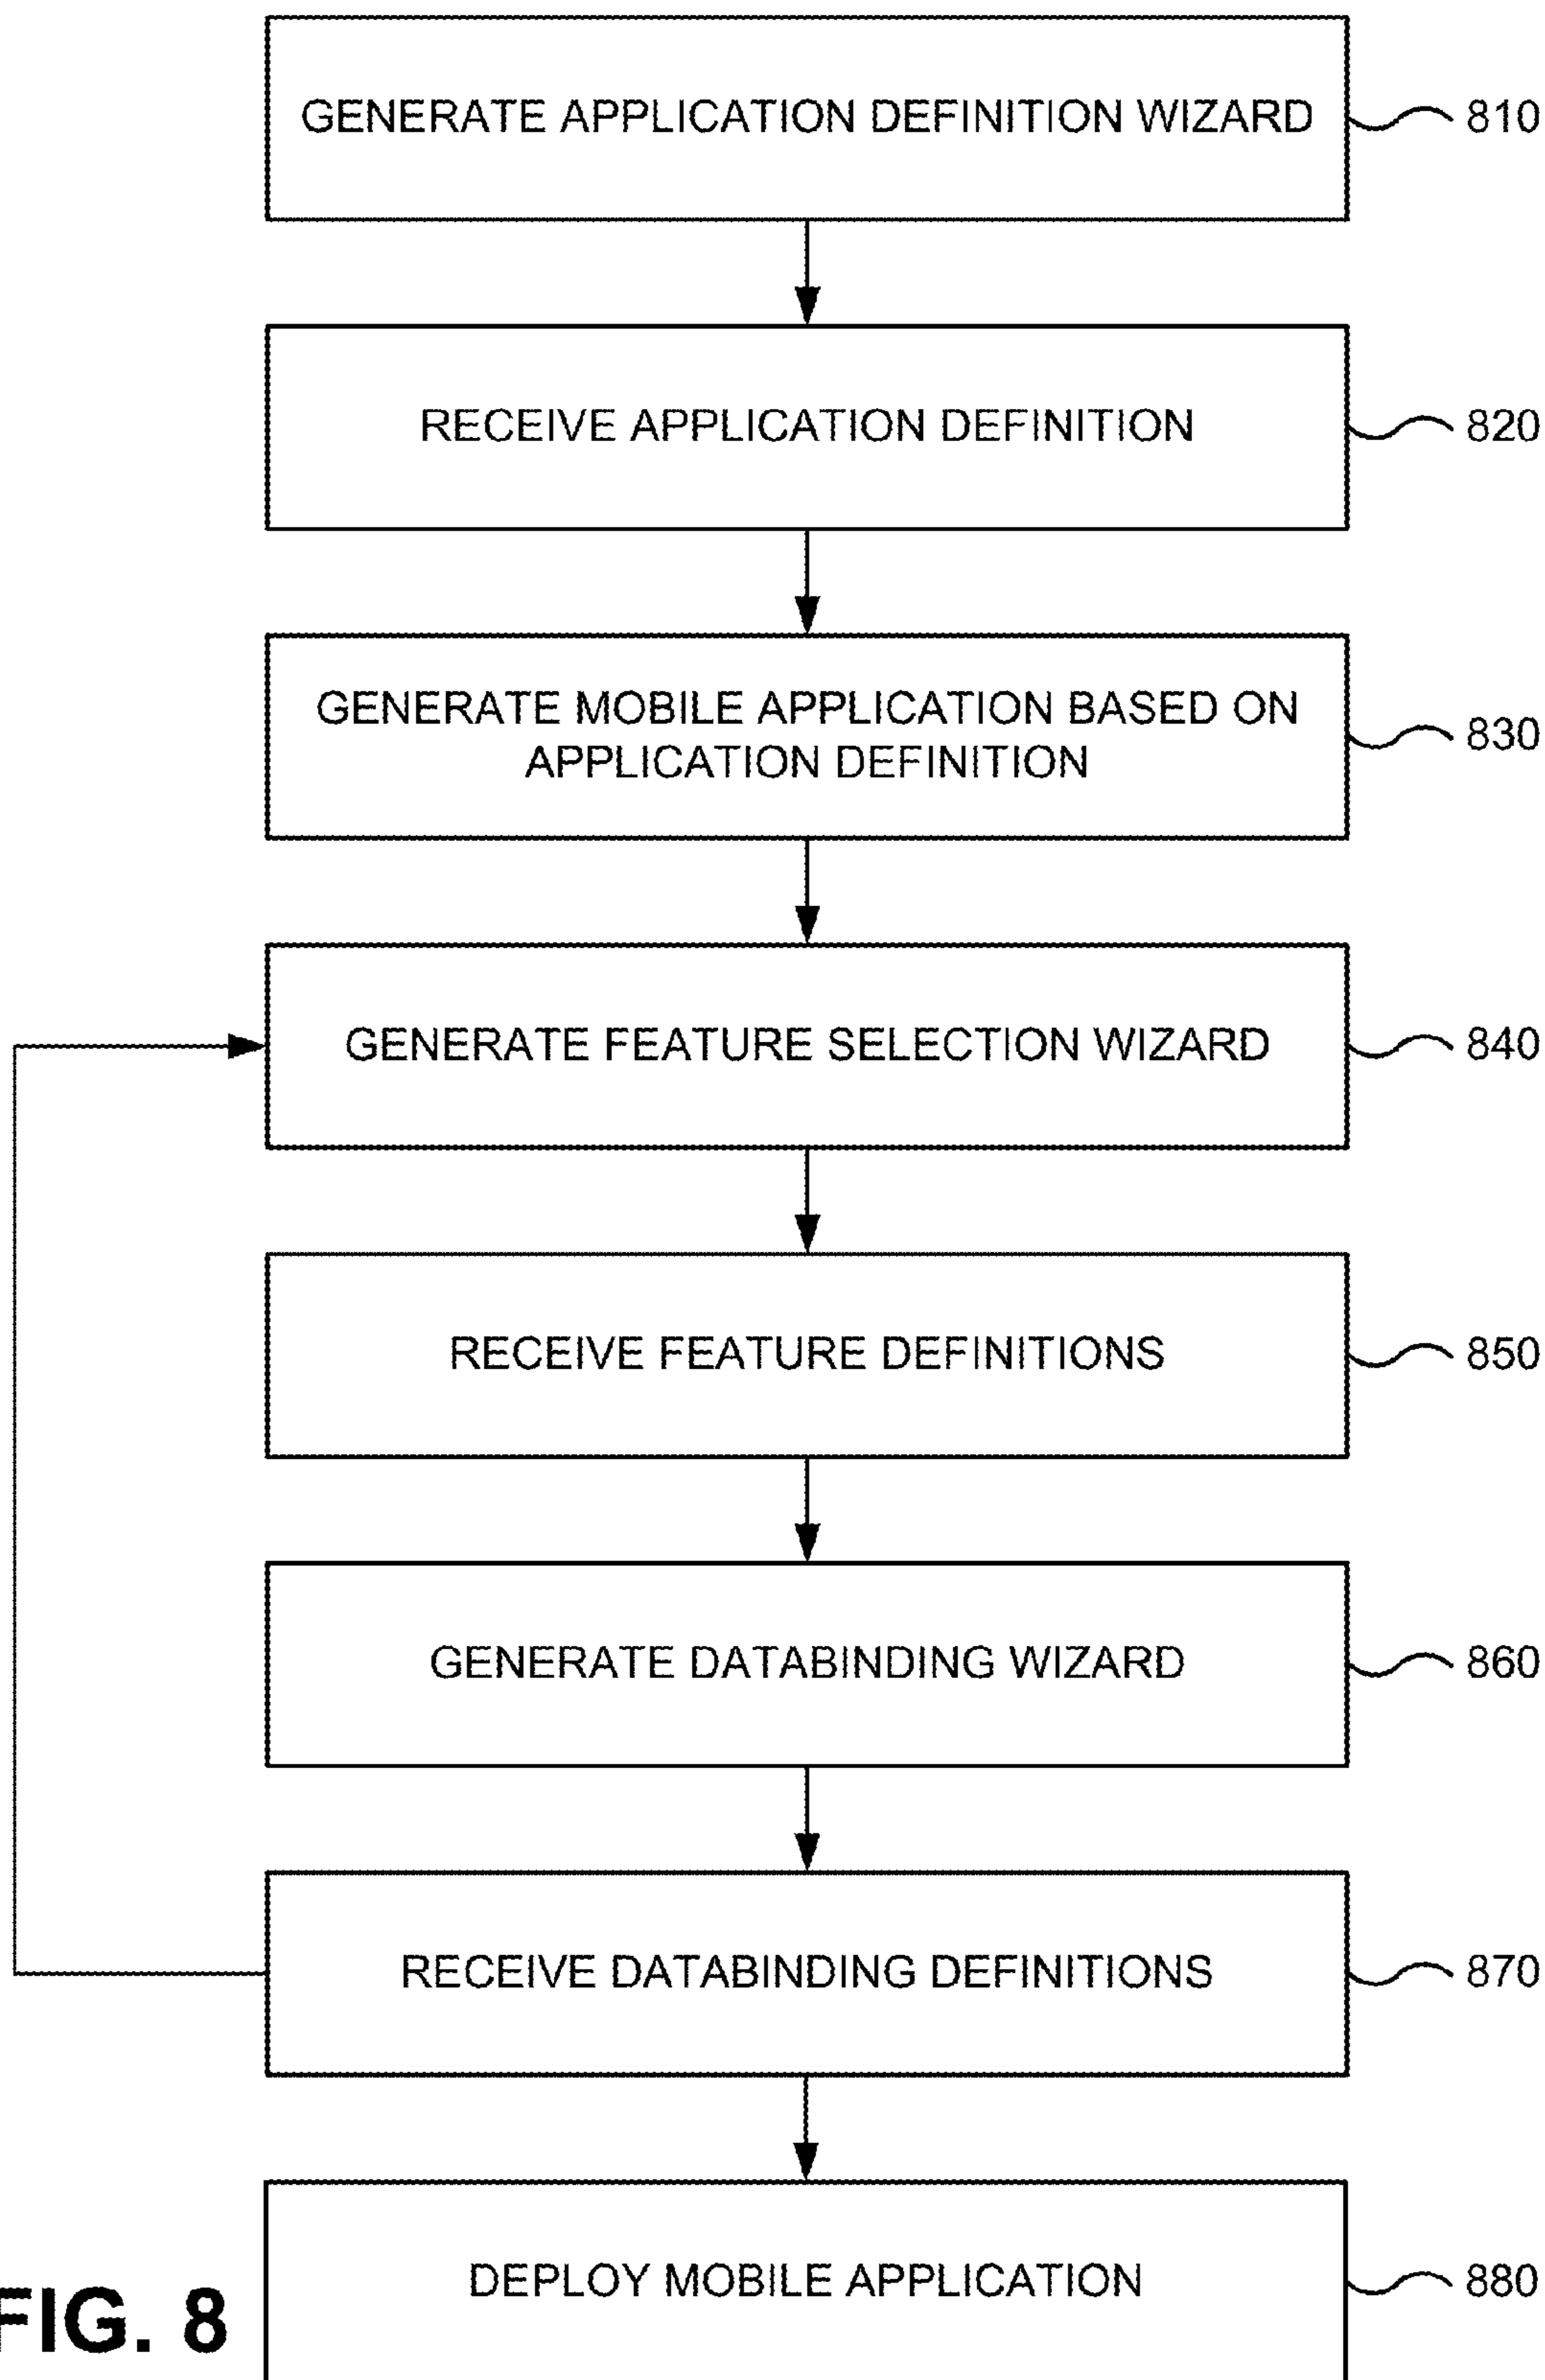 GENERATE APPLICATION DEFINITION WIZARD
810
RECEIVE APPLICATION DEFINITION
820
GENERATE MOBILE APPLICATION BASED ON
APPLICATION DEFINITION
830
GENERATE FEATURE SELECTION WIZARD
840
RECEIVE FEATURE DEFINITIONS
850
GENERATE DATABINDING WIZARD
860
RECEIVE DATABINDING DEFINITIONS
870
DEPLOY MOBILE APPLICATION
880
FIG. 8